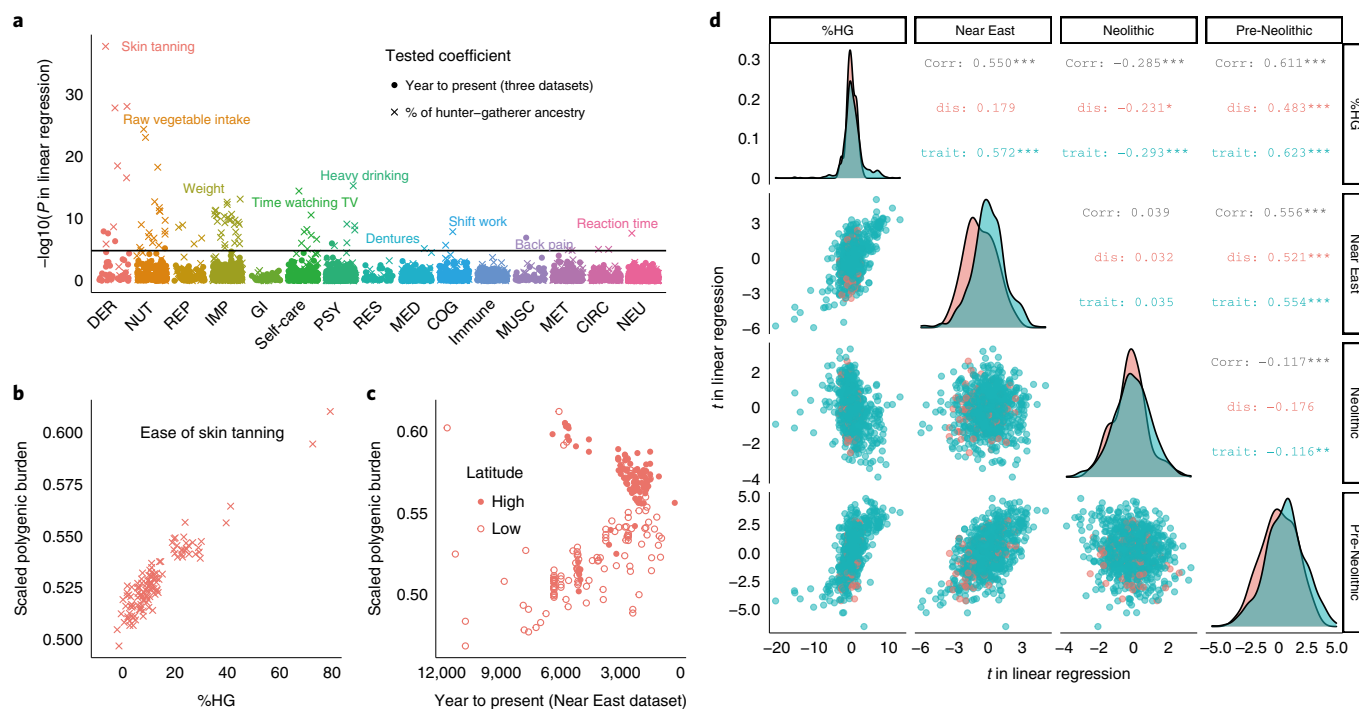 a
−log10(P in linear regression)
30
20
10
0
Skin tanning
Raw vegetable intake
Weight
Time watching TV
Heavy drinking
Dentures
Shift work
Back pain
Reaction time
Tested coefficient
Year to present (three datasets)
% of hunter-gatherer ancestry
DER
NUT
REP
IMP
GI
Self-care
PSY
RES
MED
COG
Immune
MUSC
MET
CIRC
NEU
b
Scaled polygenic burden
0.600
0.575
0.550
0.525
0.500
Ease of skin tanning
0 20 40 60 80
%HG
c
Scaled polygenic burden
0.60
0.55
0.50
Latitude
High
Low
12,000 9,000 6,000 3,000 0
Year to present (Near East dataset)
d
%HG Near East Neolithic Pre-Neolithic
0.3
0.2
0.1
0
Corr: 0.550*** Corr: −0.285*** Corr: 0.611***
dis: 0.179 dis: −0.231* dis: 0.483***
trait: 0.572*** trait: −0.293*** trait: 0.623***
%HG
3
0
−3
−6
Corr: 0.039 Corr: 0.556***
dis: 0.032 dis: 0.521***
trait: 0.035 trait: 0.554***
Near East
t in linear regression
2
0
−2
−4
Corr: −0.117***
dis: −0.176
trait: −0.116**
Neolithic
5.0
2.5
0.0
−2.5
−5.0
Pre-Neolithic
−20 −10 0 10 −6 −3 0 3 −4 −2 0 2 −5.0 −2.5 0 2.5 5.0
t in linear regression